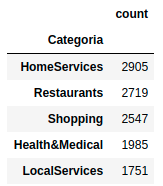 count
Categoria
HomeServices 2905
Restaurants 2719
Shopping 2547
Health&Medical 1985
LocalServices 1751